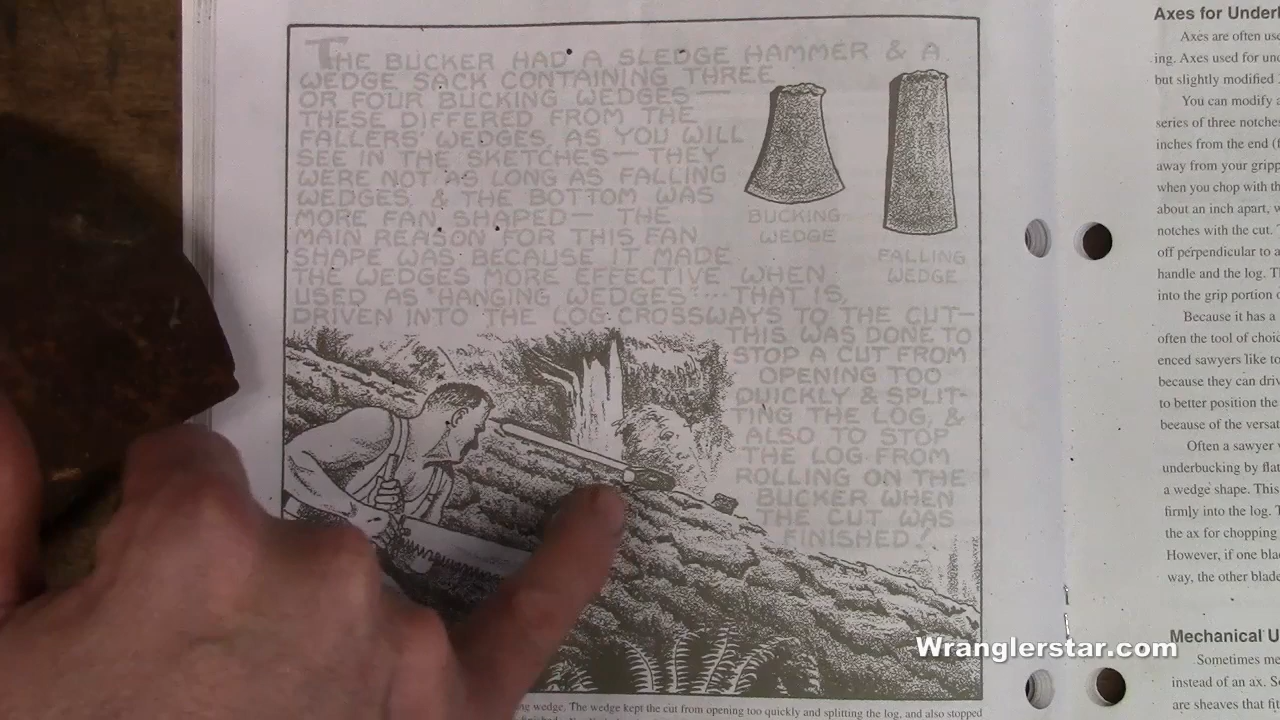 THE BUCKER HAD A SLEDGE HAMMER & A
WEDGE SACK CONTAINING THREE
OR FOUR BUCKING WEDGES —
THESE DIFFERED FROM THE
FALLERS' WEDGES, AS YOU WILL
SEE IN THE SKETCHES — THEY
WERE NOT AS LONG AS FALLING
WEDGES, & THE BOTTOM WAS
MORE FAN SHAPED — THE
MAIN REASON FOR THIS FAN
SHAPE WAS BECAUSE IT MADE
THE WEDGES MORE EFFECTIVE WHEN
USED AS "HANGING WEDGES"... THAT IS,
DRIVEN INTO THE LOG CROSSWAYS TO THE CUT —
THIS WAS DONE TO
STOP A CUT FROM
OPENING TOO
QUICKLY & SPLIT-
TING THE LOG, &
ALSO TO STOP
THE LOG FROM
ROLLING ON THE
BUCKER WHEN
THE CUT WAS
FINISHED!
BUCKING
WEDGE
FALLING
WEDGE
wedge. The wedge kept the cut from opening too quickly and splitting the log, and also stopped
Axes for Underb
Axes are often use
ing. Axes used for und
but slightly modified
You can modify a
series of three notches
inches from the end (
away from your gripp
when you chop with th
about an inch apart, w
notches with the cut.
off perpendicular to a
handle and the log. T
into the grip portion
Because it has a
often the tool of choic
enced sawyers like to
because they can driv
to better position the
because of the versat
Often a sawyer
underbucking by flat
a wedge shape. This
firmly into the log. T
the ax for chopping
However, if one bla
way, the other blade
Mechanical U
Sometimes me
instead of an ax. S
are sheaves that fi
Wranglerstar.com